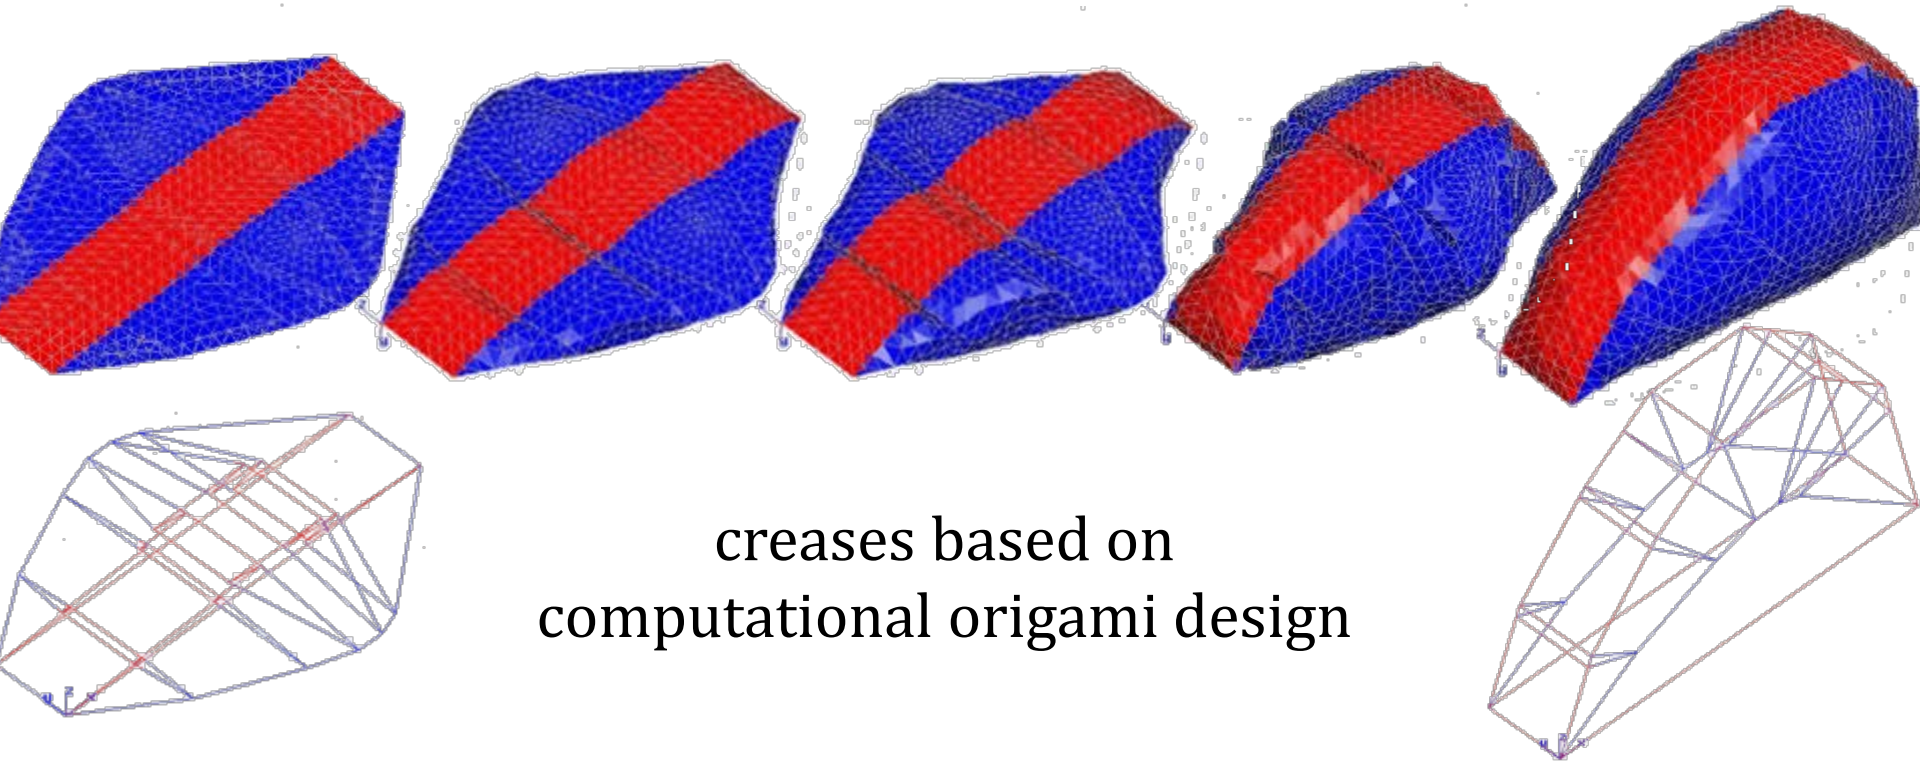 creases based on
computational origami design